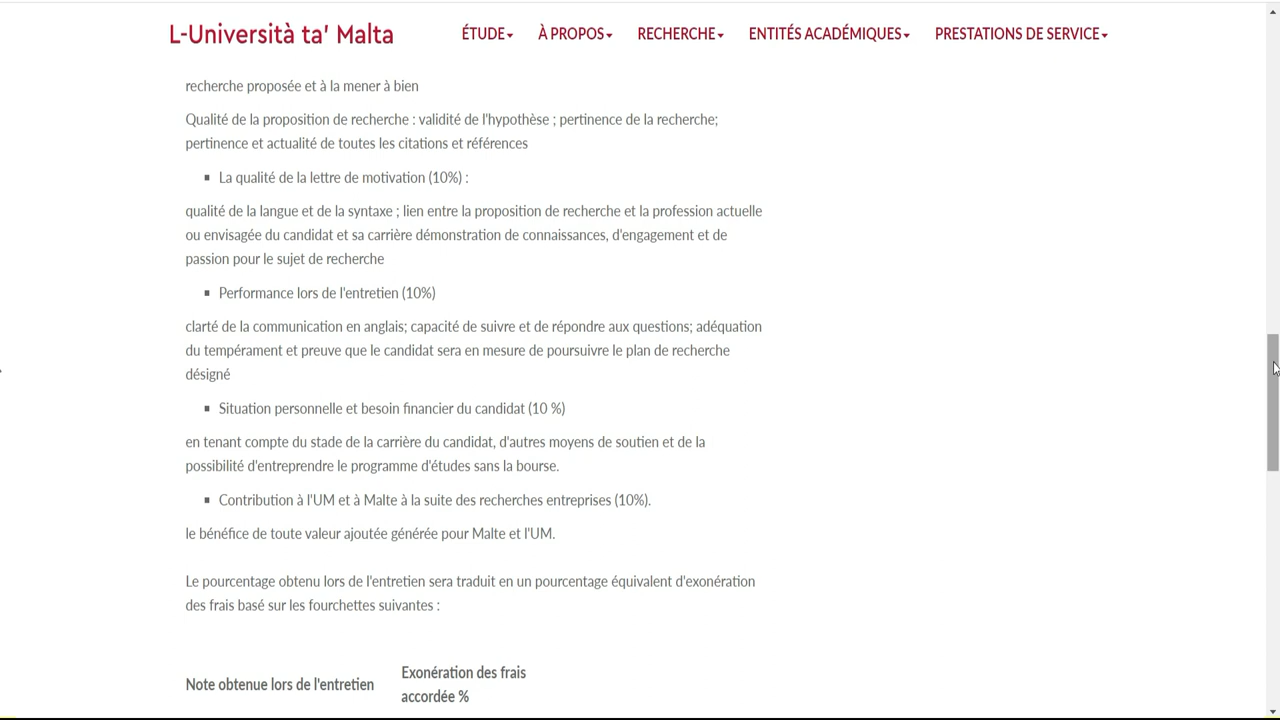 L-Università ta' Malta
ÉTUDE
À PROPOS
RECHERCHE
ENTITÉS ACADÉMIQUES
PRESTATIONS DE SERVICE
recherche proposée et à la mener à bien
Qualité de la proposition de recherche : validité de l'hypothèse ; pertinence de la recherche;
pertinence et actualité de toutes les citations et références
▪ La qualité de la lettre de motivation (10%) :
qualité de la langue et de la syntaxe ; lien entre la proposition de recherche et la profession actuelle
ou envisagée du candidat et sa carrière démonstration de connaissances, d'engagement et de
passion pour le sujet de recherche
▪ Performance lors de l'entretien (10%)
clarté de la communication en anglais; capacité de suivre et de répondre aux questions; adéquation
du tempérament et preuve que le candidat sera en mesure de poursuivre le plan de recherche
désigné
▪ Situation personnelle et besoin financier du candidat (10 %)
en tenant compte du stade de la carrière du candidat, d'autres moyens de soutien et de la
possibilité d'entreprendre le programme d'études sans la bourse.
▪ Contribution à l'UM et à Malte à la suite des recherches entreprises (10%).
le bénéfice de toute valeur ajoutée générée pour Malte et l'UM.
Le pourcentage obtenu lors de l'entretien sera traduit en un pourcentage équivalent d'exonération
des frais basé sur les fourchettes suivantes :
Note obtenue lors de l'entretien
Exonération des frais
accordée %